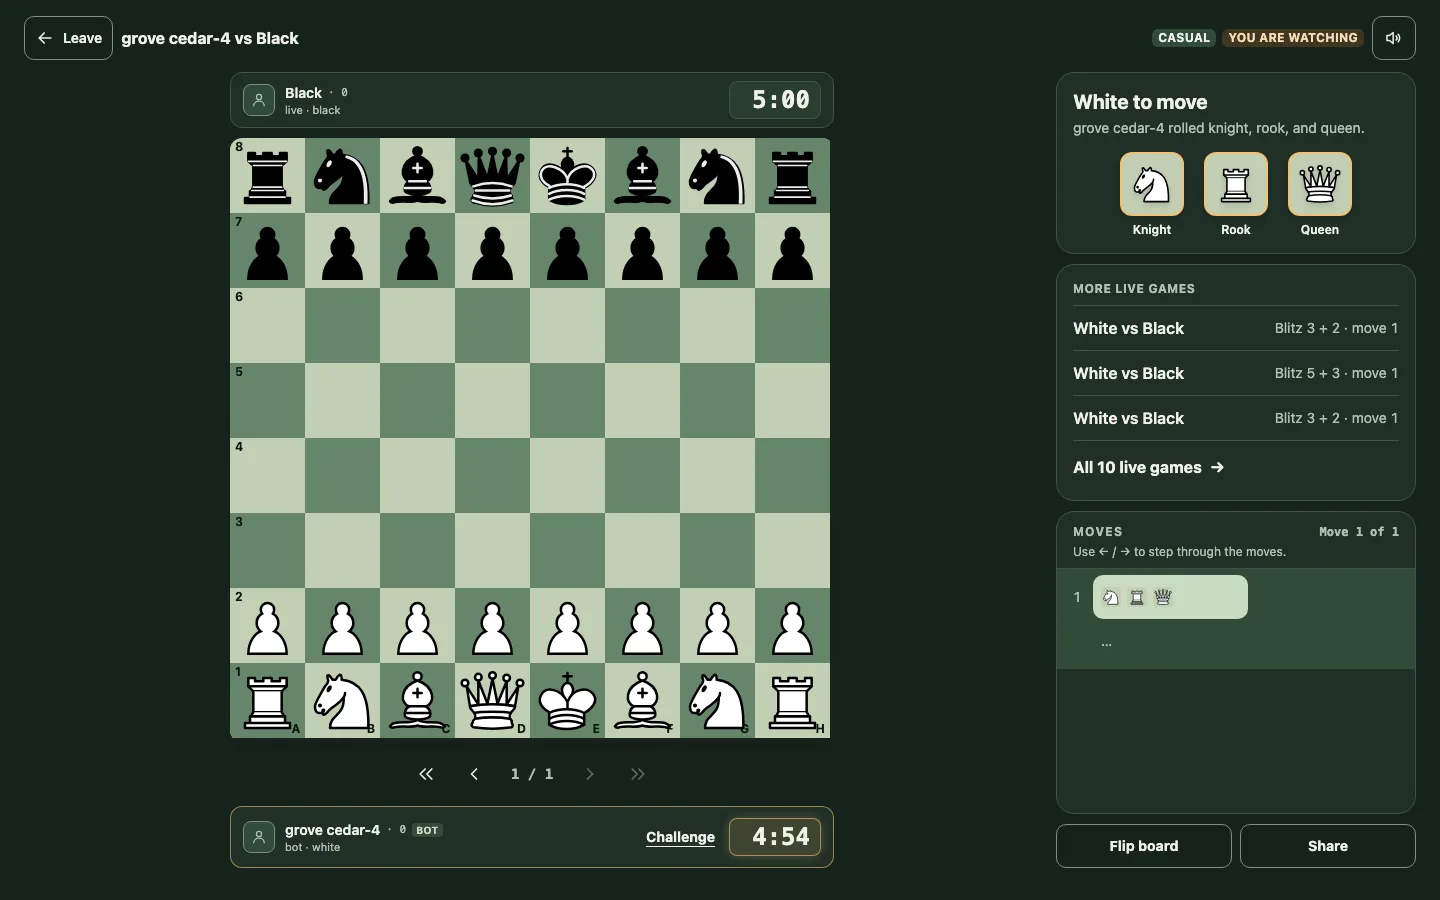 Leave
grove cedar-4 vs Black
CASUAL
YOU ARE WATCHING
Black · 0
live · black
5:00
8
7
6
5
4
3
2
1
A B C D E F G H
1 / 1
grove cedar-4 · 0 BOT
bot · white
Challenge
4:54
White to move
grove cedar-4 rolled knight, rook, and queen.
Knight
Rook
Queen
MORE LIVE GAMES
White vs Black Blitz 3 + 2 · move 1
White vs Black Blitz 5 + 3 · move 1
White vs Black Blitz 3 + 2 · move 1
All 10 live games →
MOVES
Move 1 of 1
Use ← / → to step through the moves.
1
...
Flip board
Share